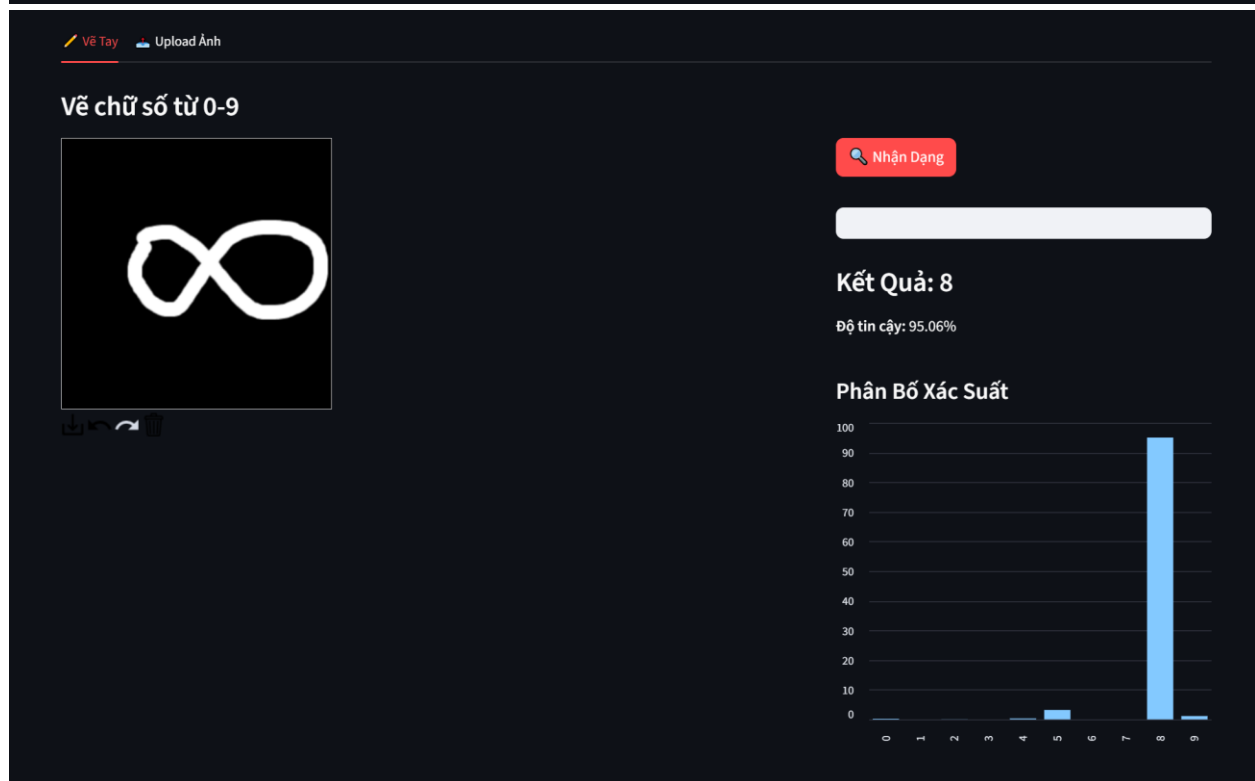 Vẽ Tay Upload Ảnh
Vẽ chữ số từ 0-9
∞
Nhận Dạng
Kết Quả: 8
Độ tin cậy: 95.06%
Phân Bố Xác Suất
100
90
80
70
60
50
40
30
20
10
0
0 1 2 3 4 5 6 7 8 9